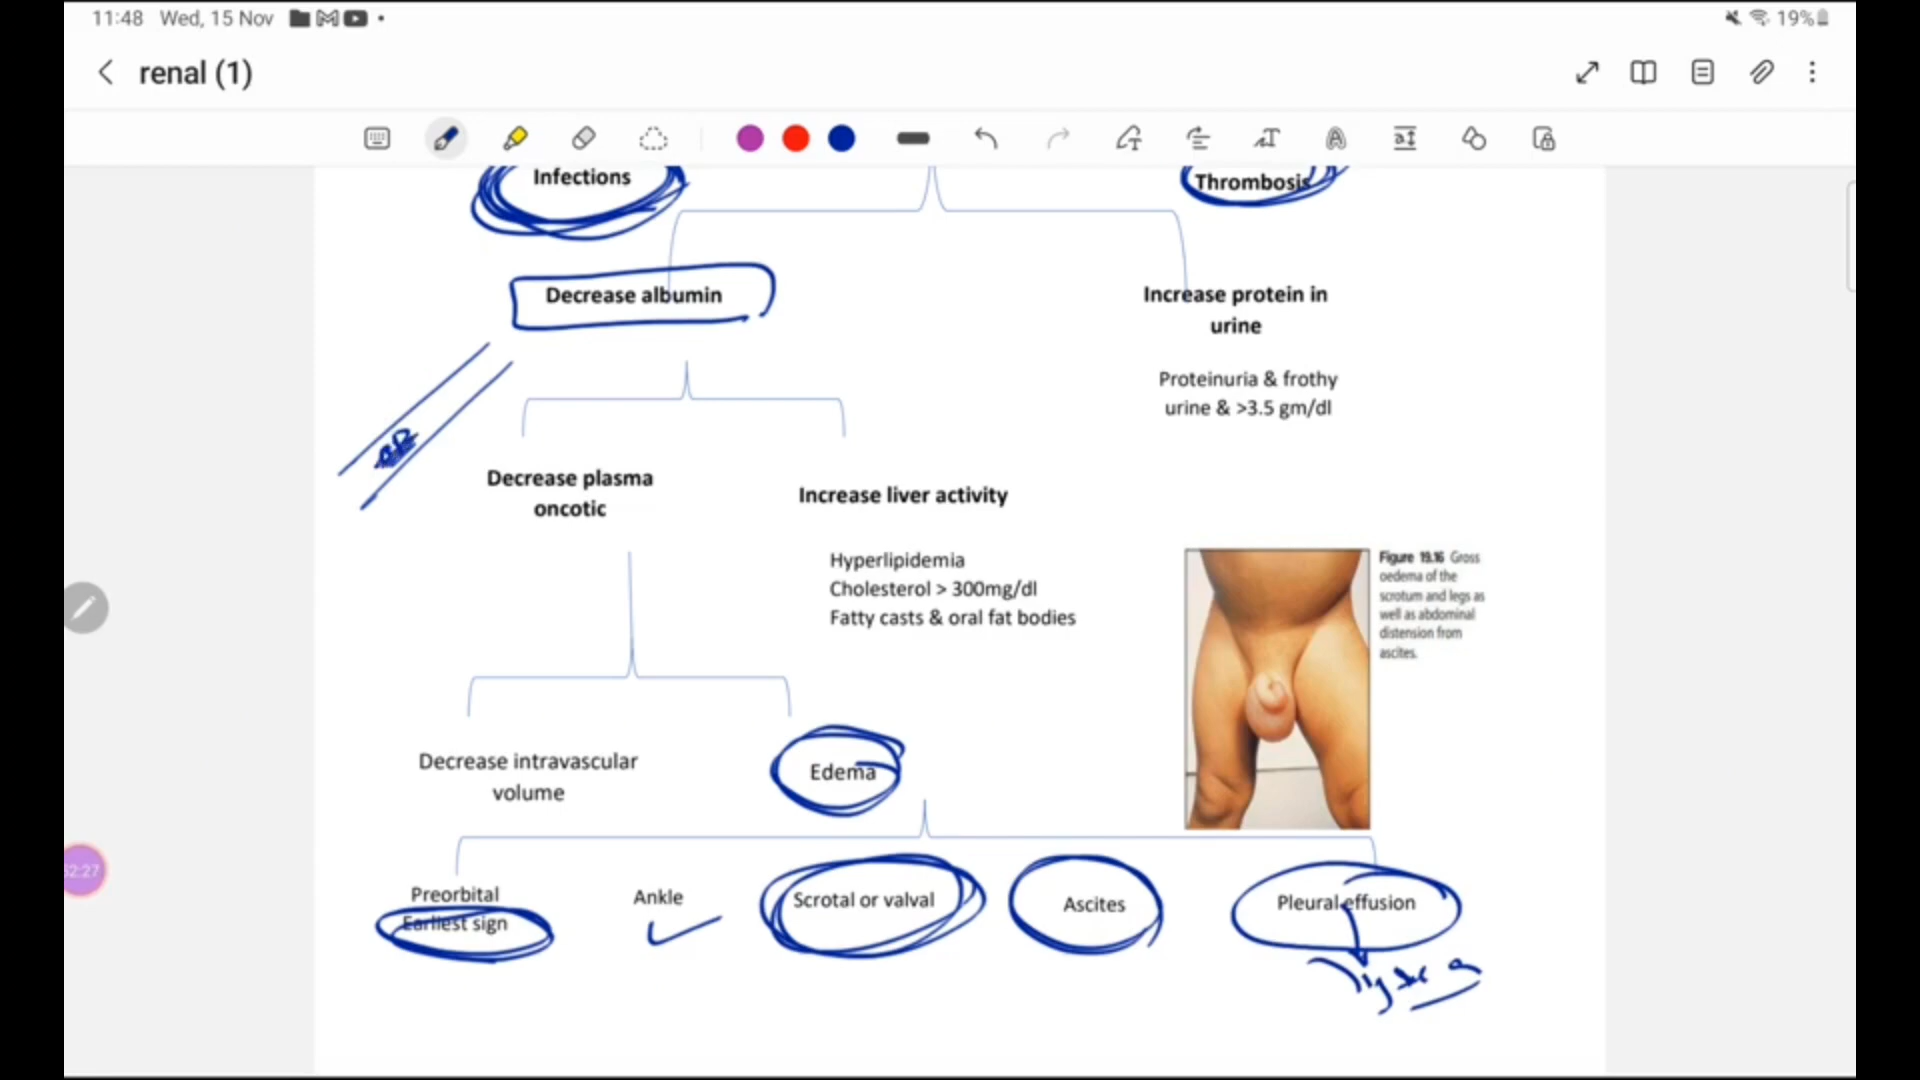 11:48 Wed, 15 Nov
19%
renal (1)
Infections
Thrombosis
Decrease albumin
Increase protein in
urine
Proteinuria & frothy
urine & >3.5 gm/dl
Decrease plasma
oncotic
Increase liver activity
Hyperlipidemia
Cholesterol > 300mg/dl
Fatty casts & oral fat bodies
Figure 19.16 Gross
oedema of the
scrotum and legs as
well as abdominal
distension from
ascites.
Decrease intravascular
volume
Edema
Preorbital
Earliest sign
Ankle
Scrotal or valval
Ascites
Pleural effusion